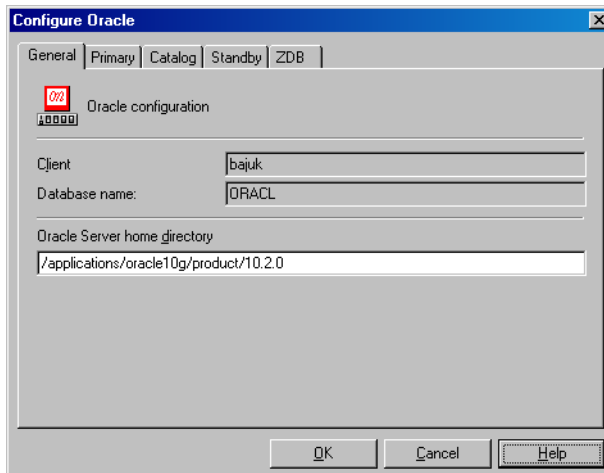 Configure Oracle
General Primary Catalog Standby ZDB
Oracle configuration
Client bajuk
Database name: ORACL
Oracle Server home directory
/applications/oracle10g/product/10.2.0
OK Cancel Help